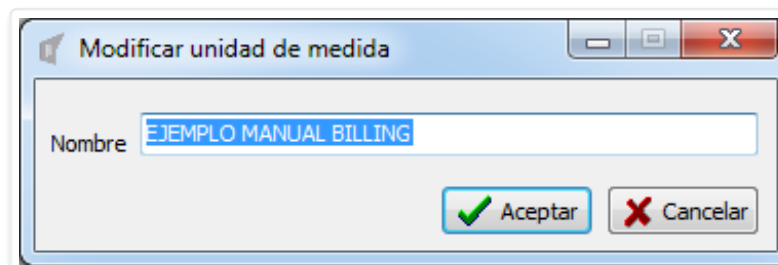 Modificar unidad de medida
Nombre EJEMPLO MANUAL BILLING
Aceptar Cancelar